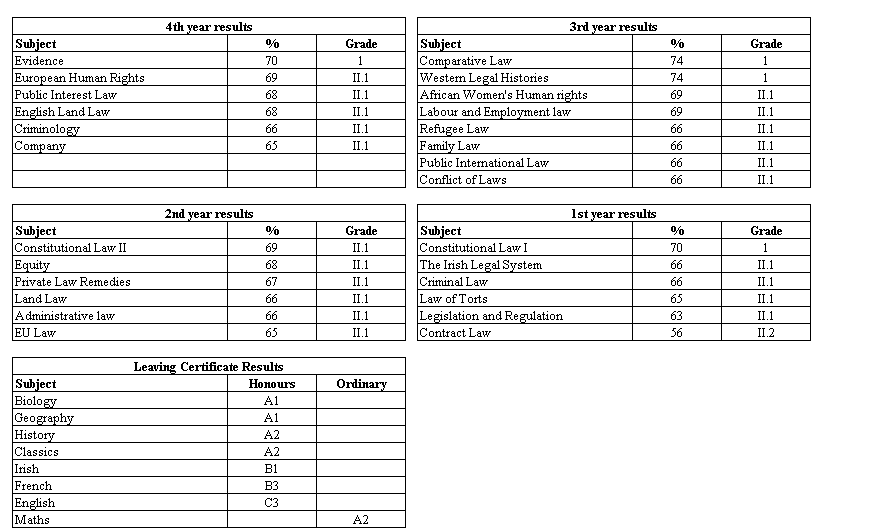 4th year results
Subject % Grade
Evidence 70 1
European Human Rights 69 II.1
Public Interest Law 68 II.1
English Land Law 68 II.1
Criminology 66 II.1
Company 65 II.1
3rd year results
Subject % Grade
Comparative Law 74 1
Western Legal Histories 74 1
African Women's Human rights 69 II.1
Labour and Employment law 69 II.1
Refugee Law 66 II.1
Family Law 66 II.1
Public International Law 66 II.1
Conflict of Laws 66 II.1
2nd year results
Subject % Grade
Constitutional Law II 69 II.1
Equity 68 II.1
Private Law Remedies 67 II.1
Land Law 66 II.1
Administrative law 66 II.1
EU Law 65 II.1
1st year results
Subject % Grade
Constitutional Law I 70 1
The Irish Legal System 66 II.1
Criminal Law 66 II.1
Law of Torts 65 II.1
Legislation and Regulation 63 II.1
Contract Law 56 II.2
Leaving Certificate Results
Subject Honours Ordinary
Biology A1
Geography A1
History A2
Classics A2
Irish B1
French B3
English C3
Maths A2